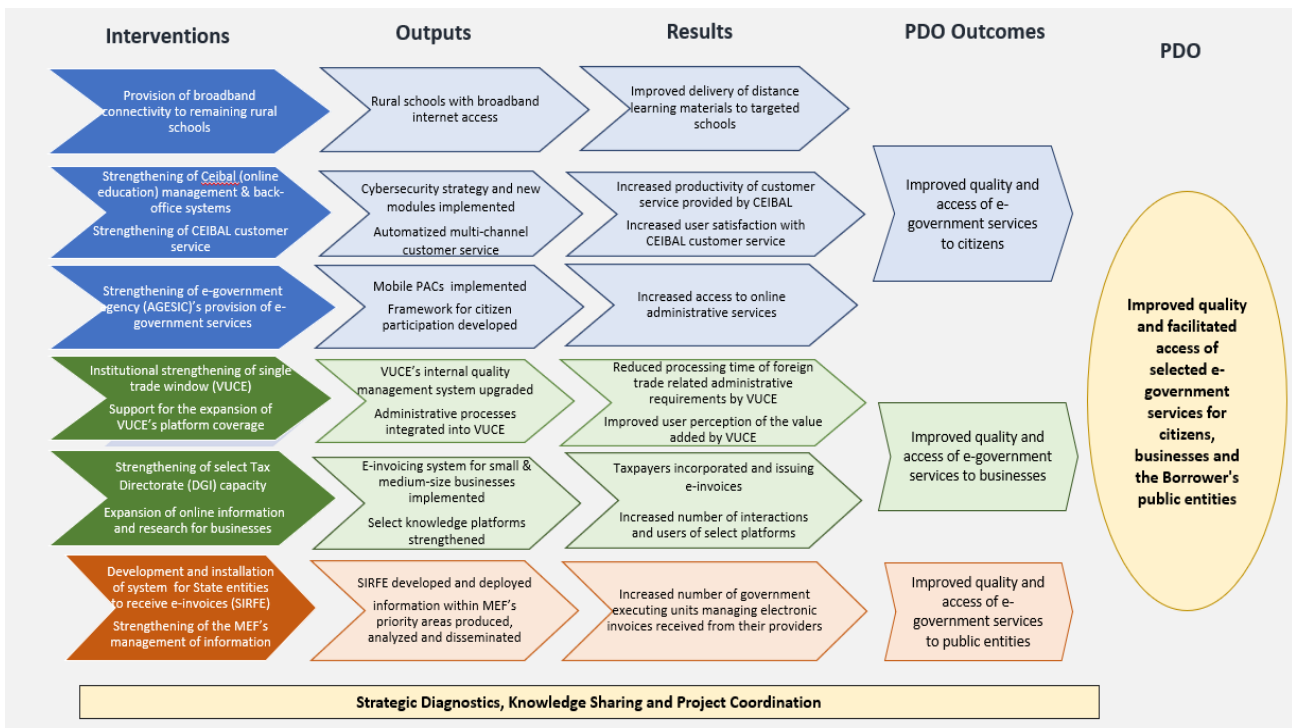 Interventions
Outputs
Results
PDO Outcomes
PDO
Provision of broadband
connectivity to remaining rural
schools
Rural schools with broadband
internet access
Improved delivery of distance
learning materials to targeted
schools
Strengthening of Ceibal (online
education) management & back-
office systems
Strengthening of CEIBAL customer
service
Cybersecurity strategy and new
modules implemented
Automatized multi-channel
customer service
Increased productivity of customer
service provided by CEIBAL
Increased user satisfaction with
CEIBAL customer service
Improved quality and
access of e-
government services
to citizens
Strengthening of e-government
agency (AGESIC)'s provision of e-
government services
Mobile PACs implemented
Framework for citizen
participation developed
Increased access to online
administrative services
Institutional strengthening of single
trade window (VUCE)
Support for the expansion of
VUCE's platform coverage
VUCE's internal quality
management system upgraded
Administrative processes
integrated into VUCE
Reduced processing time of foreign
trade related administrative
requirements by VUCE
Improved user perception of the value
added by VUCE
Improved quality and
access of e-government
services to businesses
Strengthening of select Tax
Directorate (DGI) capacity
Expansion of online information
and research for businesses
E-invoicing system for small &
medium-size businesses
implemented
Select knowledge platforms
strengthened
Taxpayers incorporated and issuing
e-invoices
Increased number of interactions
and users of select platforms
Development and installation
of system for State entities
to receive e-invoices (SIRFE)
Strengthening of the MEF's
management of information
SIRFE developed and deployed
information within MEF's
priority areas produced,
analyzed and disseminated
Increased number of government
executing units managing electronic
invoices received from their providers
Improved quality and
access of e-
government services
to public entities
Improved quality
and facilitated
access of
selected e-
government
services for
citizens,
businesses and
the Borrower's
public entities
Strategic Diagnostics, Knowledge Sharing and Project Coordination